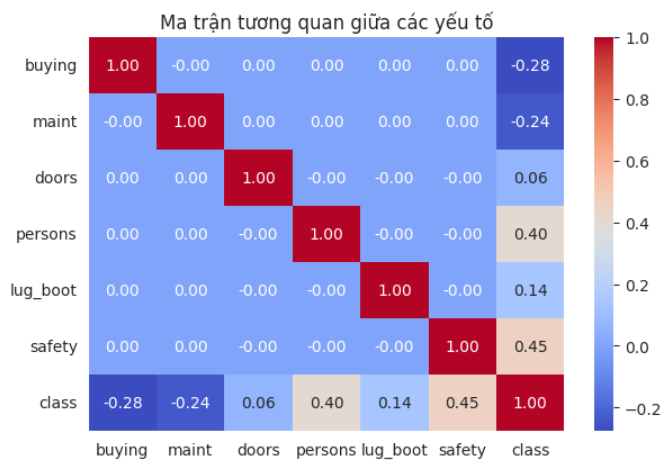 Ma trận tương quan giữa các yếu tố
buying 1.00 -0.00 0.00 0.00 0.00 0.00 -0.28
maint -0.00 1.00 0.00 0.00 0.00 0.00 -0.24
doors 0.00 0.00 1.00 -0.00 -0.00 -0.00 0.06
persons 0.00 0.00 -0.00 1.00 -0.00 -0.00 0.40
lug_boot 0.00 0.00 -0.00 -0.00 1.00 -0.00 0.14
safety 0.00 0.00 -0.00 -0.00 -0.00 1.00 0.45
class -0.28 -0.24 0.06 0.40 0.14 0.45 1.00
buying maint doors persons lug_boot safety class
1.0
0.8
0.6
0.4
0.2
0.0
−0.2